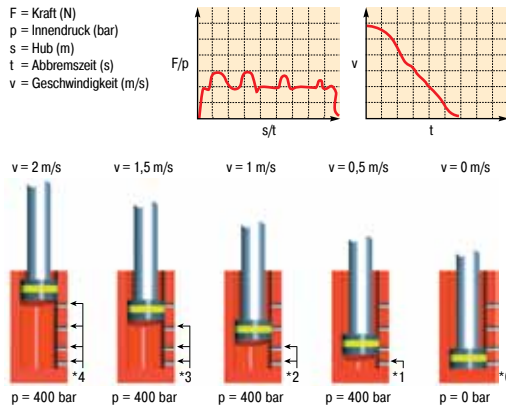 F = Kraft (N)
p = Innendruck (bar)
s = Hub (m)
t = Abbremszeit (s)
v = Geschwindigkeit (m/s)
F/p
s/t
v
t
v = 2 m/s
v = 1,5 m/s
v = 1 m/s
v = 0,5 m/s
v = 0 m/s
*4
*3
*2
*1
p = 400 bar
p = 400 bar
p = 400 bar
p = 400 bar
p = 0 bar